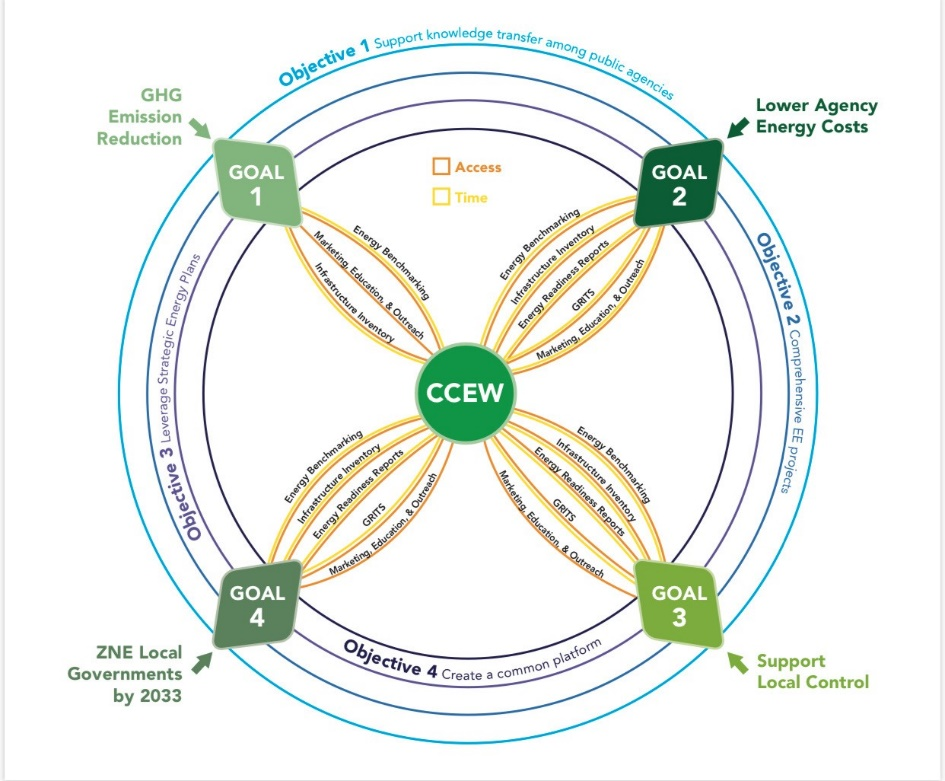 Objective 1 Support knowledge transfer among public agencies
GHG
Emission
Reduction
Lower Agency
Energy Costs
GOAL
1
GOAL
2
Access
Time
Energy Benchmarking
Marketing, Education, & Outreach
Infrastructure Inventory
Energy Benchmarking
Infrastructure Inventory
Energy Readiness Reports
GRITS
Marketing, Education, & Outreach
Objective 3 Leverage Strategic Energy Plans
Objective 2 Comprehensive EE projects
CCEW
Energy Benchmarking
Infrastructure Inventory
Energy Readiness Reports
GRITS
Marketing, Education, & Outreach
Energy Benchmarking
Infrastructure Inventory
Energy Readiness Reports
GRITS
Marketing, Education, & Outreach
GOAL
4
GOAL
3
Objective 4 Create a common platform
ZNE Local
Governments
by 2033
Support
Local Control